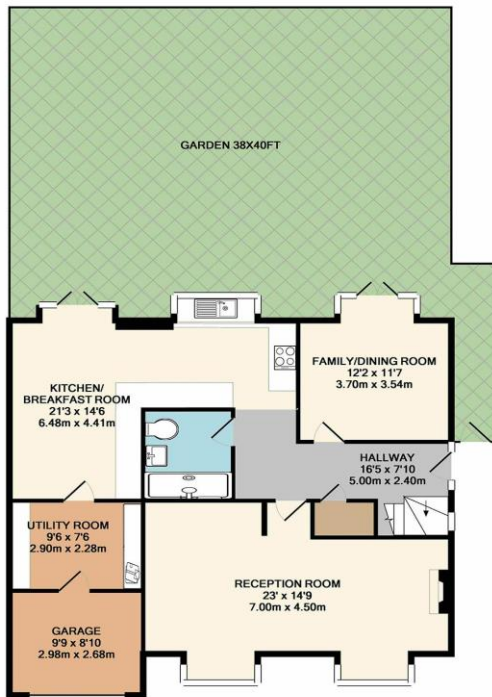 GARDEN 38X40FT
KITCHEN/
BREAKFAST ROOM
21'3 x 14'6
6.48m x 4.41m
FAMILY/DINING ROOM
12'2 x 11'7
3.70m x 3.54m
HALLWAY
16'5 x 7'10
5.00m x 2.40m
UTILITY ROOM
9'6 x 7'6
2.90m x 2.28m
RECEPTION ROOM
23' x 14'9
7.00m x 4.50m
GARAGE
9'9 x 8'10
2.98m x 2.68m